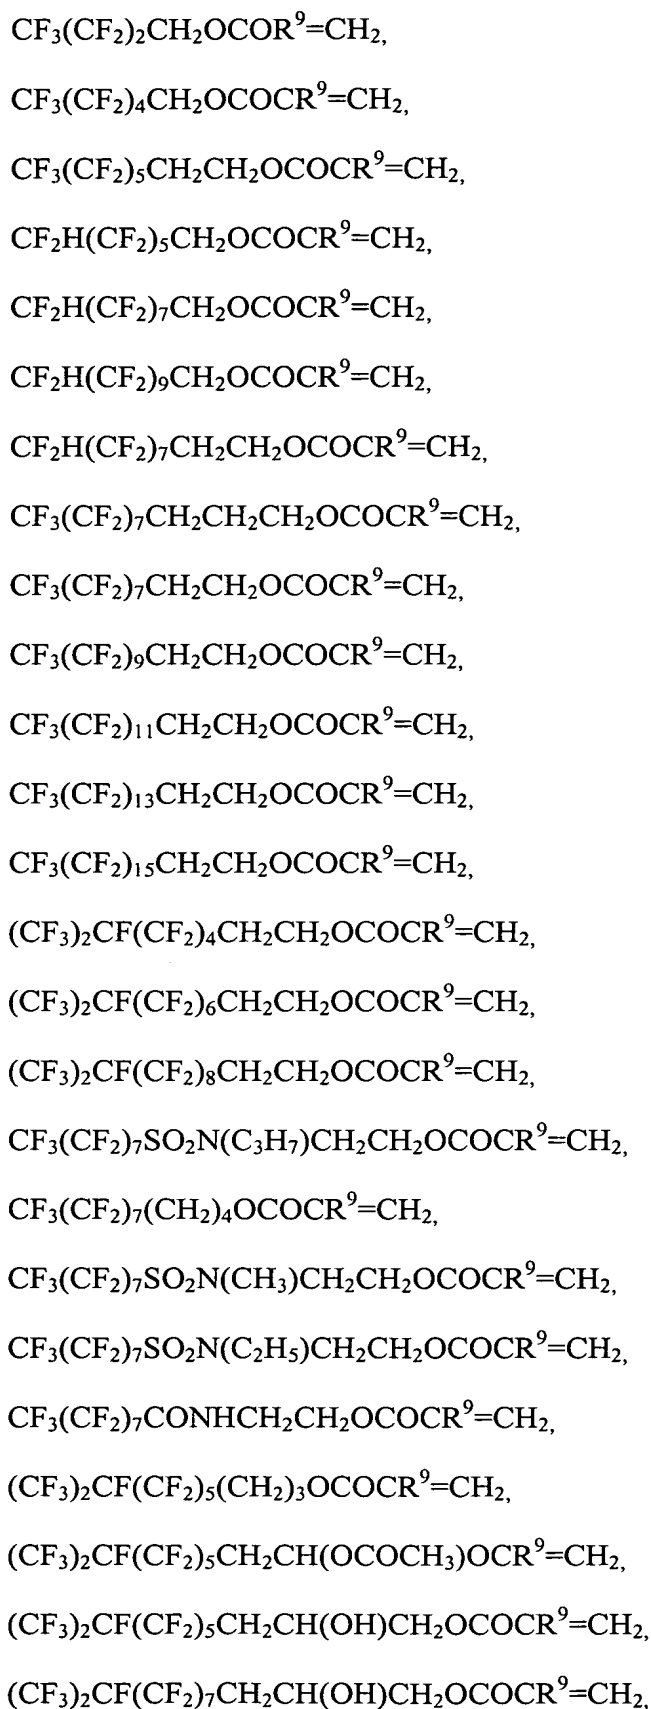 CF₃(CF₂)₂CH₂OCOR⁹=CH₂,
CF₃(CF₂)₄CH₂OCOCR⁹=CH₂,
CF₃(CF₂)₅CH₂CH₂OCOCR⁹=CH₂,
CF₂H(CF₂)₅CH₂OCOCR⁹=CH₂,
CF₂H(CF₂)₇CH₂OCOCR⁹=CH₂,
CF₂H(CF₂)₉CH₂OCOCR⁹=CH₂,
CF₂H(CF₂)₇CH₂CH₂OCOCR⁹=CH₂,
CF₃(CF₂)₇CH₂CH₂CH₂OCOCR⁹=CH₂,
CF₃(CF₂)₇CH₂CH₂OCOCR⁹=CH₂,
CF₃(CF₂)₉CH₂CH₂OCOCR⁹=CH₂,
CF₃(CF₂)₁₁CH₂CH₂OCOCR⁹=CH₂,
CF₃(CF₂)₁₃CH₂CH₂OCOCR⁹=CH₂,
CF₃(CF₂)₁₅CH₂CH₂OCOCR⁹=CH₂,
(CF₃)₂CF(CF₂)₄CH₂CH₂OCOCR⁹=CH₂,
(CF₃)₂CF(CF₂)₆CH₂CH₂OCOCR⁹=CH₂,
(CF₃)₂CF(CF₂)₈CH₂CH₂OCOCR⁹=CH₂,
CF₃(CF₂)₇SO₂N(C₃H₇)CH₂CH₂OCOCR⁹=CH₂,
CF₃(CF₂)₇(CH₂)₄OCOCR⁹=CH₂,
CF₃(CF₂)₇SO₂N(CH₃)CH₂CH₂OCOCR⁹=CH₂,
CF₃(CF₂)₇SO₂N(C₂H₅)CH₂CH₂OCOCR⁹=CH₂,
CF₃(CF₂)₇CONHCH₂CH₂OCOCR⁹=CH₂,
(CF₃)₂CF(CF₂)₅(CH₂)₃OCOCR⁹=CH₂,
(CF₃)₂CF(CF₂)₅CH₂CH(OCOCH₃)OCR⁹=CH₂,
(CF₃)₂CF(CF₂)₅CH₂CH(OH)CH₂OCOCR⁹=CH₂,
(CF₃)₂CF(CF₂)₇CH₂CH(OH)CH₂OCOCR⁹=CH₂,